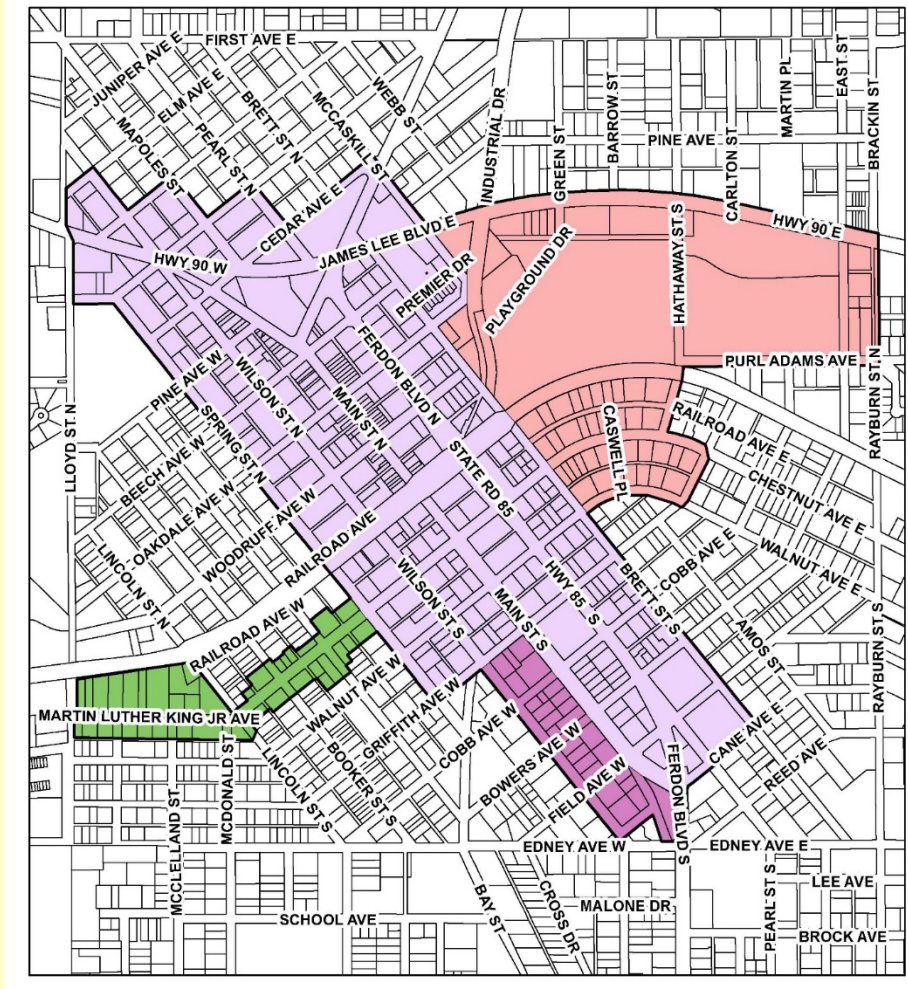 FIRST AVE E
JUNIPER AVE E
ELM AVE E
WEBB ST
MCCASKILL ST
BRETT ST N
PEARL ST N
MAPOLES ST
INDUSTRIAL DR
GREEN ST
BARROW ST
PINE AVE
CARLTON ST
MARTIN PL
EAST ST
BRACKIN ST
CEDAR AVE E
JAMES LEE BLVD E
HWY 90 W
HWY 90 E
HATHAWAY ST S
PLAYGROUND DR
PREMIER DR
FERDON BLVD N
PURL ADAMS AVE
RAYBURN ST N
PINE AVE W
WILSON ST N
MAIN ST N
SPRING ST N
LLOYD ST N
STATE RD 85
CASWELL PL
RAILROAD AVE E
CHESTNUT AVE E
WALNUT AVE E
BEECH AVE W
OAKDALE AVE W
WOODRUFF AVE W
RAILROAD AVE
LINCOLN ST N
RAILROAD AVE W
WILSON ST S
MAIN ST S
HWY 85 S
BRETT ST S
COBB AVE E
AMOS ST
RAYBURN ST S
MARTIN LUTHER KING JR AVE
WALNUT AVE W
GRIFFITH AVE W
COBB AVE W
BOWERS AVE W
FIELD AVE W
FERDON BLVD S
CANE AVE E
REED AVE
BOOKER ST S
LINCOLN ST S
MCDONALD ST
MCCLELLAND ST
EDNEY AVE W
EDNEY AVE E
LEE AVE
SCHOOL AVE
BAY ST
CROSS DR
MALONE DR
PEARL ST S
BROCK AVE